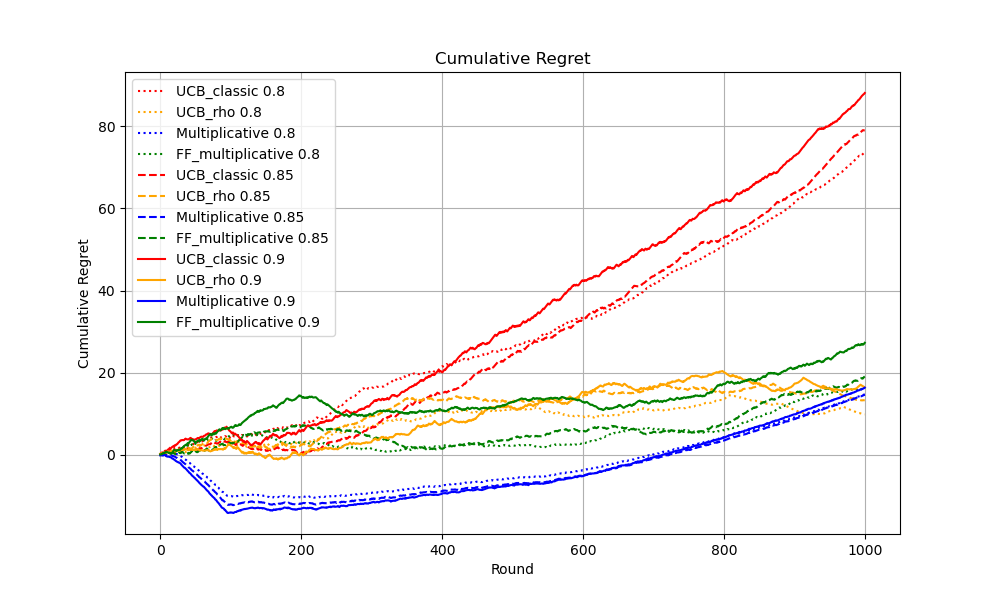 Cumulative Regret
UCB_classic 0.8
UCB_rho 0.8
Multiplicative 0.8
FF_multiplicative 0.8
UCB_classic 0.85
UCB_rho 0.85
Multiplicative 0.85
FF_multiplicative 0.85
UCB_classic 0.9
UCB_rho 0.9
Multiplicative 0.9
FF_multiplicative 0.9
Cumulative Regret
80
60
40
20
0
0 200 400 600 800 1000
Round